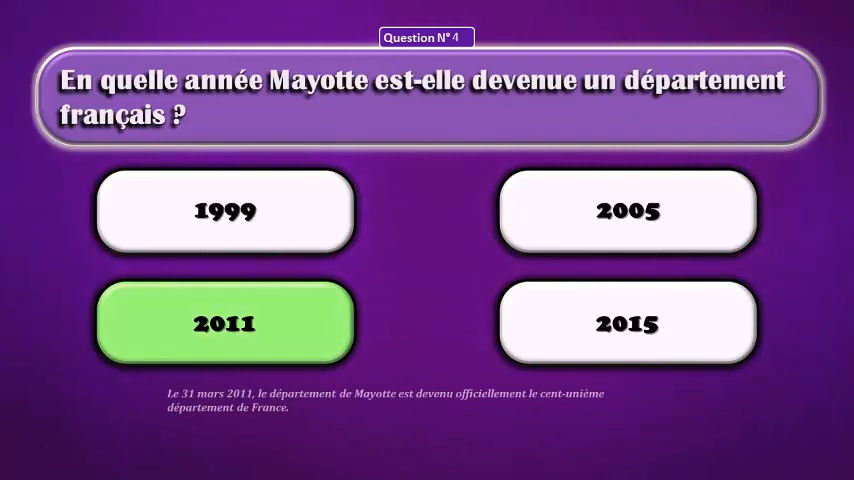 Question N° 4
En quelle année Mayotte est-elle devenue un département
français ?
1999
2005
2011
2015
Le 31 mars 2011, le département de Mayotte est devenu officiellement le cent-unième
département de France.